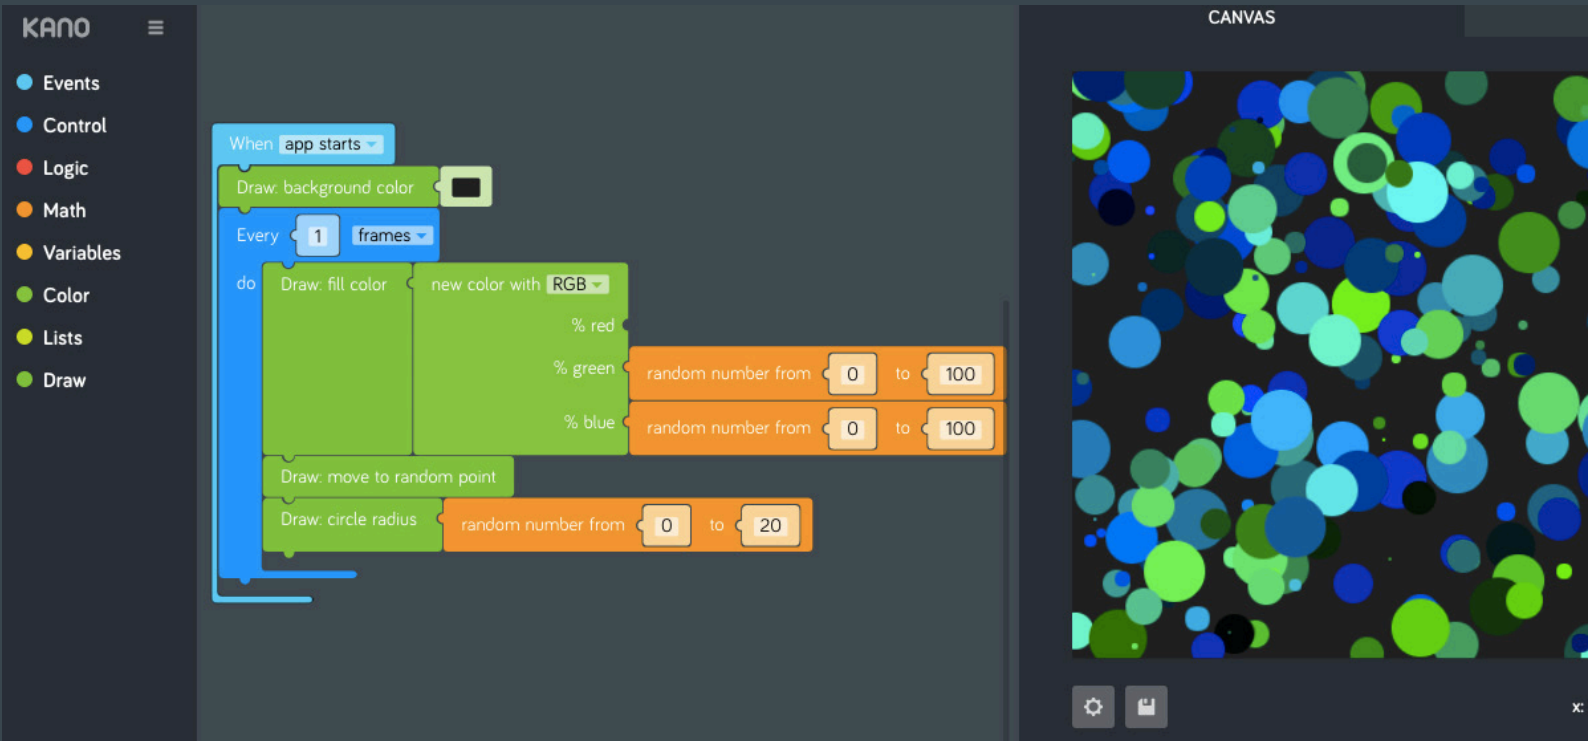 KANO
Events
Control
Logic
Math
Variables
Color
Lists
Draw
When app starts
Draw: background color
Every 1 frames
do Draw: fill color new color with RGB
% red
% green random number from 0 to 100
% blue random number from 0 to 100
Draw: move to random point
Draw: circle radius random number from 0 to 20
CANVAS
x: